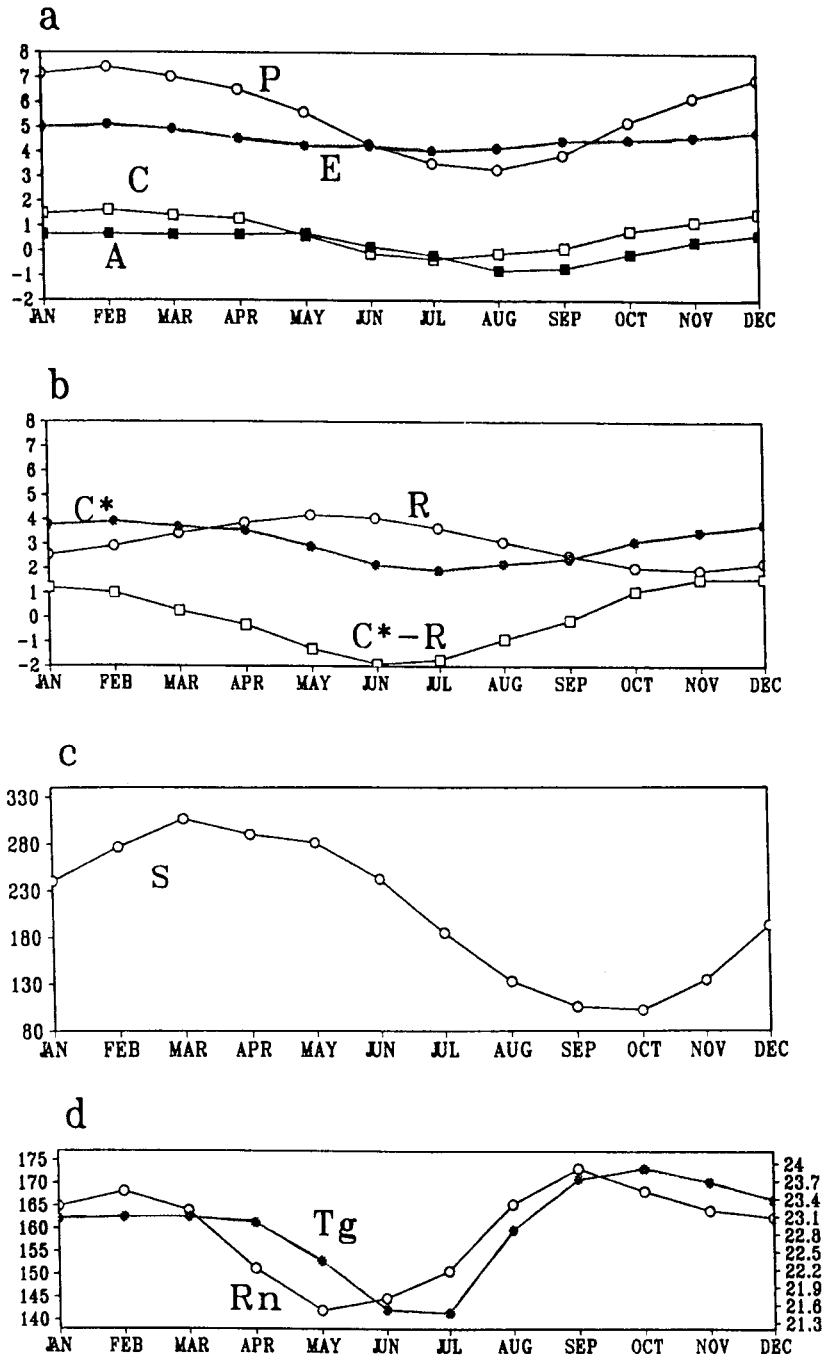 a
8
7
6
5
4
3
2
1
0
-1
-2
P
E
C
A
JAN FEB MAR APR MAY JUN JUL AUG SEP OCT NOV DEC
b
8
7
6
5
4
3
2
1
0
-1
-2
C*
R
C*-R
JAN FEB MAR APR MAY JUN JUL AUG SEP OCT NOV DEC
c
330
280
230
180
130
80
S
JAN FEB MAR APR MAY JUN JUL AUG SEP OCT NOV DEC
d
175
170
165
160
155
150
145
140
Tg
Rn
24
23.7
23.4
23.1
22.8
22.5
22.2
21.9
21.6
21.3
JAN FEB MAR APR MAY JUN JUL AUG SEP OCT NOV DEC